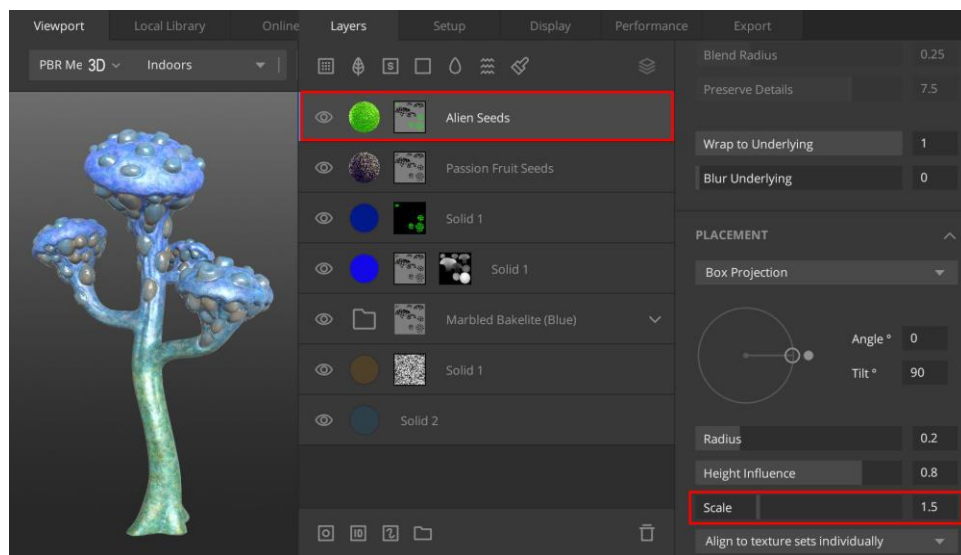 Viewport Local Library Online
Layers Setup Display Performance Export
PBR Me 3D Indoors
Alien Seeds
Passion Fruit Seeds
Solid 1
Solid 1
Marbled Bakelite (Blue)
Solid 1
Solid 2
Blend Radius 0.25
Preserve Details 7.5
Wrap to Underlying 1
Blur Underlying 0
PLACEMENT
Box Projection
Angle ° 0
Tilt ° 90
Radius 0.2
Height Influence 0.8
Scale 1.5
Align to texture sets individually